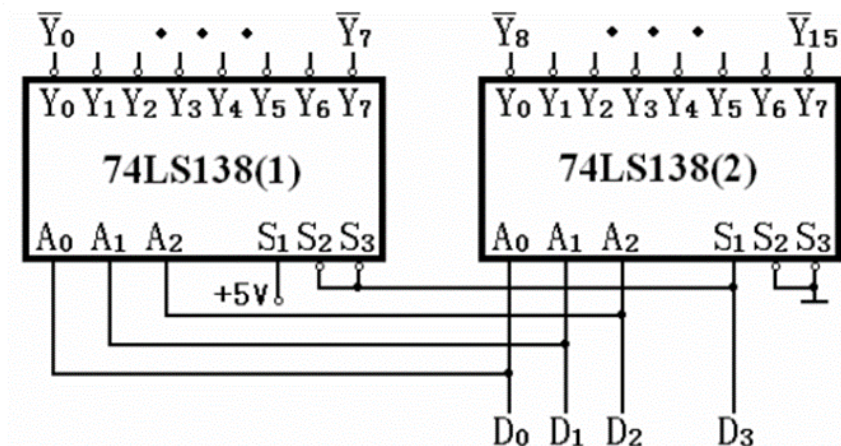 Y̅₀ · · · Y̅₇ Y̅₈ · · · Y̅₁₅
Y₀ Y₁ Y₂ Y₃ Y₄ Y₅ Y₆ Y₇ Y₀ Y₁ Y₂ Y₃ Y₄ Y₅ Y₆ Y₇
74LS138(1) 74LS138(2)
A₀ A₁ A₂ S₁ S₂ S₃ A₀ A₁ A₂ S₁ S₂ S₃
+5V
D₀ D₁ D₂ D₃